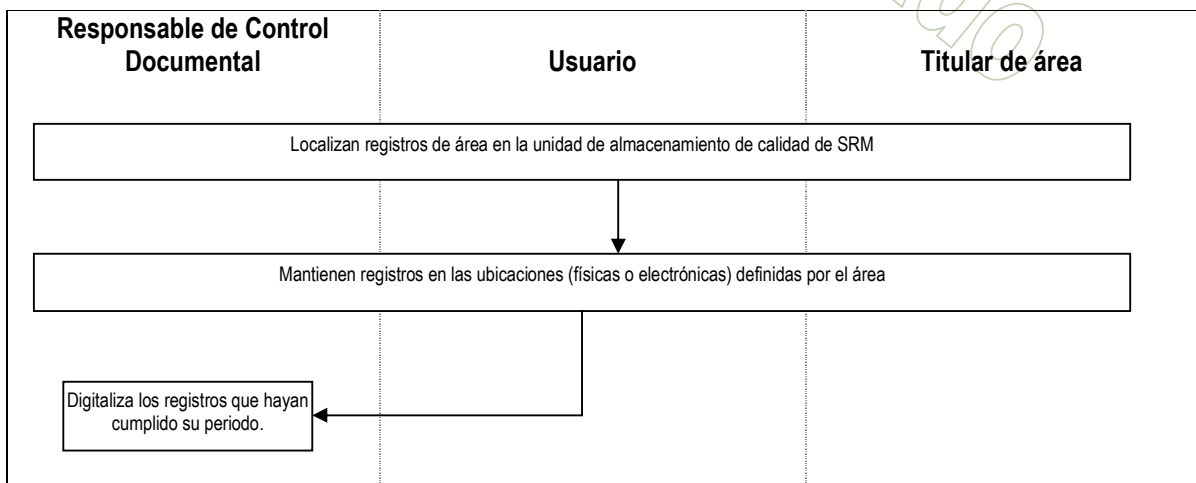 Responsable de Control
Documental
Usuario
Titular de área
Localizan registros de área en la unidad de almacenamiento de calidad de SRM
Mantienen registros en las ubicaciones (físicas o electrónicas) definidas por el área
Digitaliza los registros que hayan
cumplido su periodo.